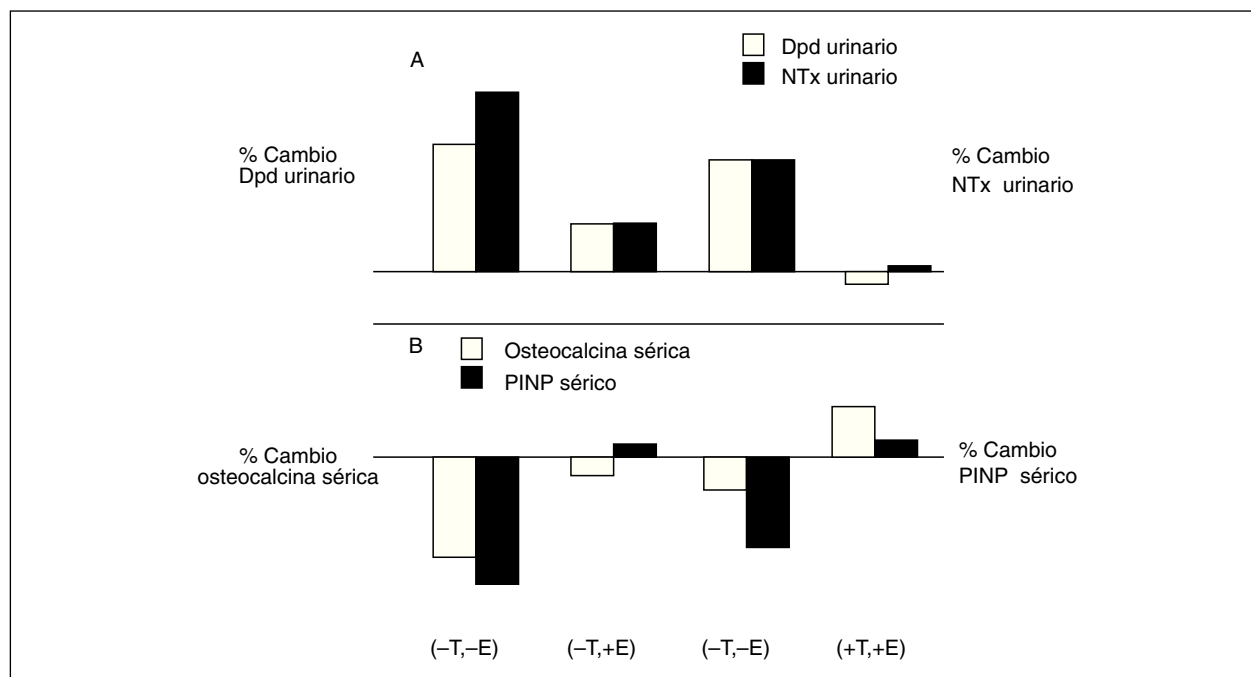 A
Dpd urinario
NTx urinario
% Cambio
Dpd urinario
% Cambio
NTx urinario
B
Osteocalcina sérica
PINP sérico
% Cambio
osteocalcina sérica
% Cambio
PINP sérico
(–T,–E) (–T,+E) (–T,–E) (+T,+E)